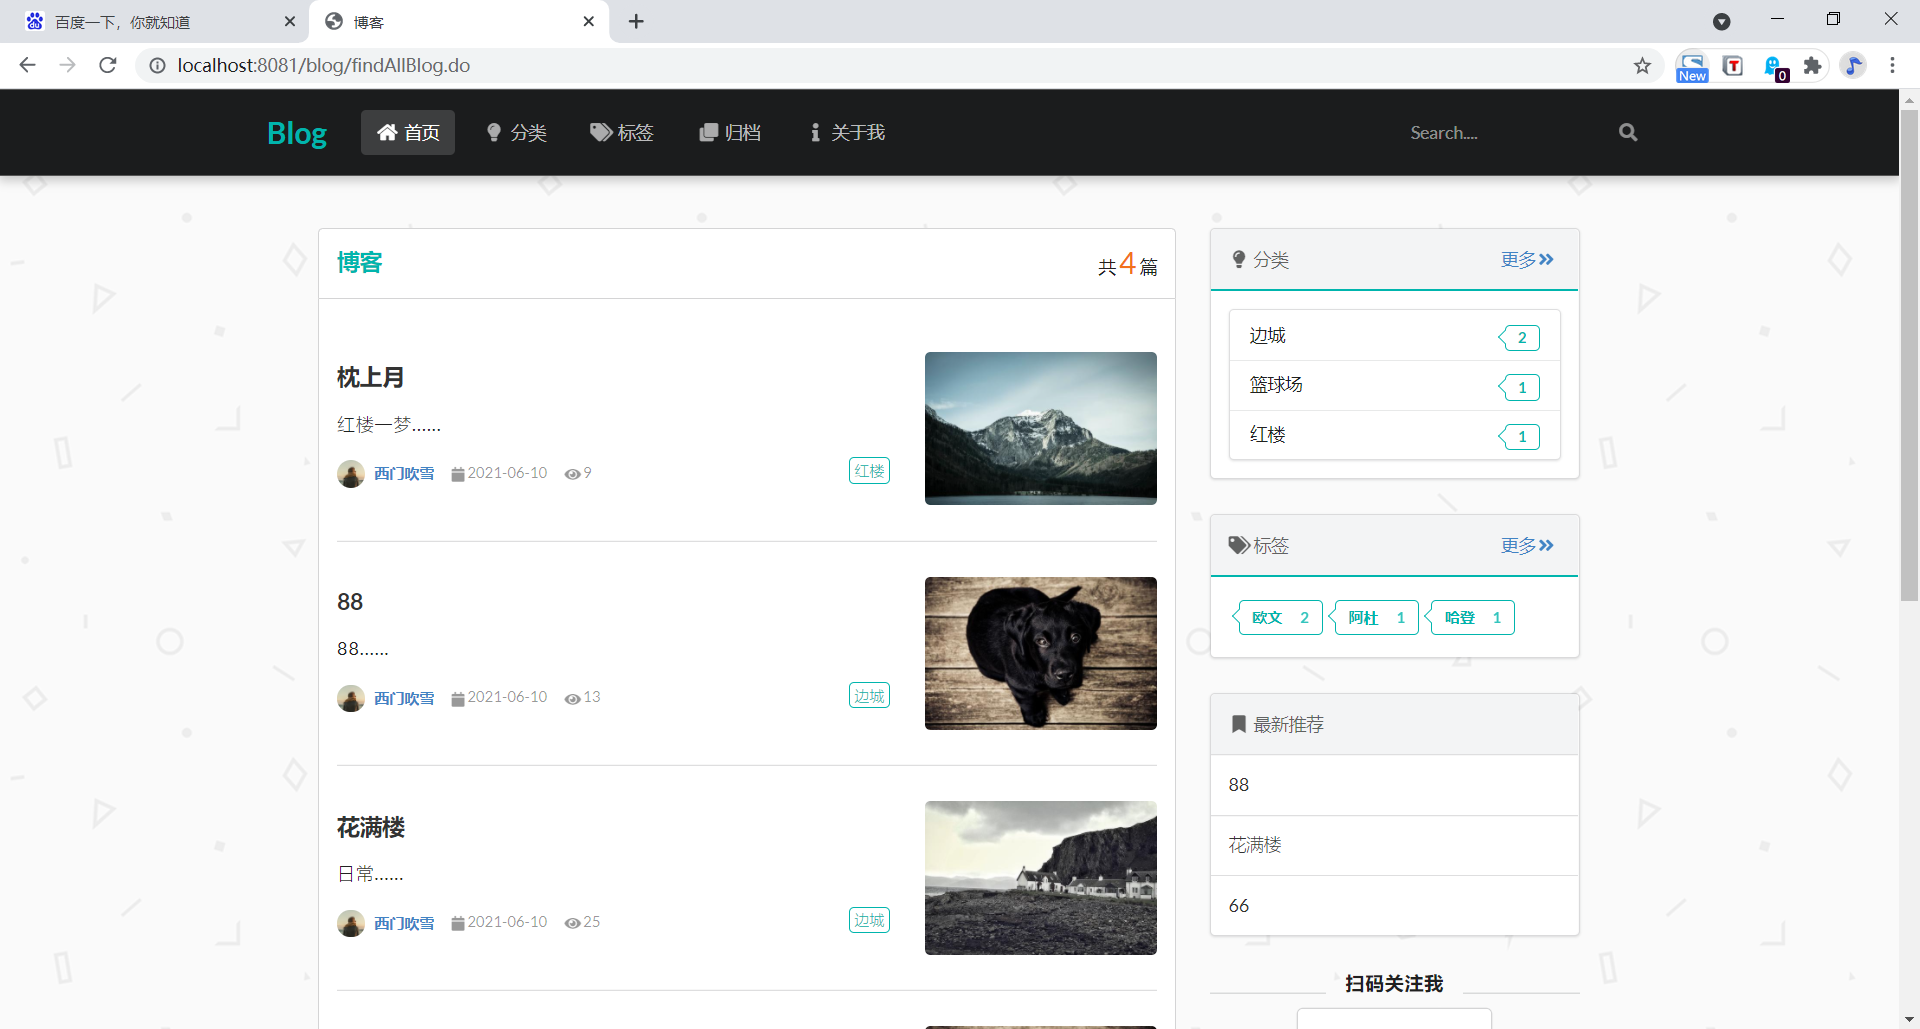 百度一下，你就知道
博客
localhost:8081/blog/findAllBlog.do
New
T
0
Blog
首页
分类
标签
归档
关于我
Search....
博客
共4篇
枕上月
红楼一梦......
西门吹雪 2021-06-10 9
红楼
88
88......
西门吹雪 2021-06-10 13
边城
花满楼
日常......
西门吹雪 2021-06-10 25
边城
分类 更多
边城 2
篮球场 1
红楼 1
标签 更多
欧文 2 阿杜 1 哈登 1
最新推荐
88
花满楼
66
扫码关注我